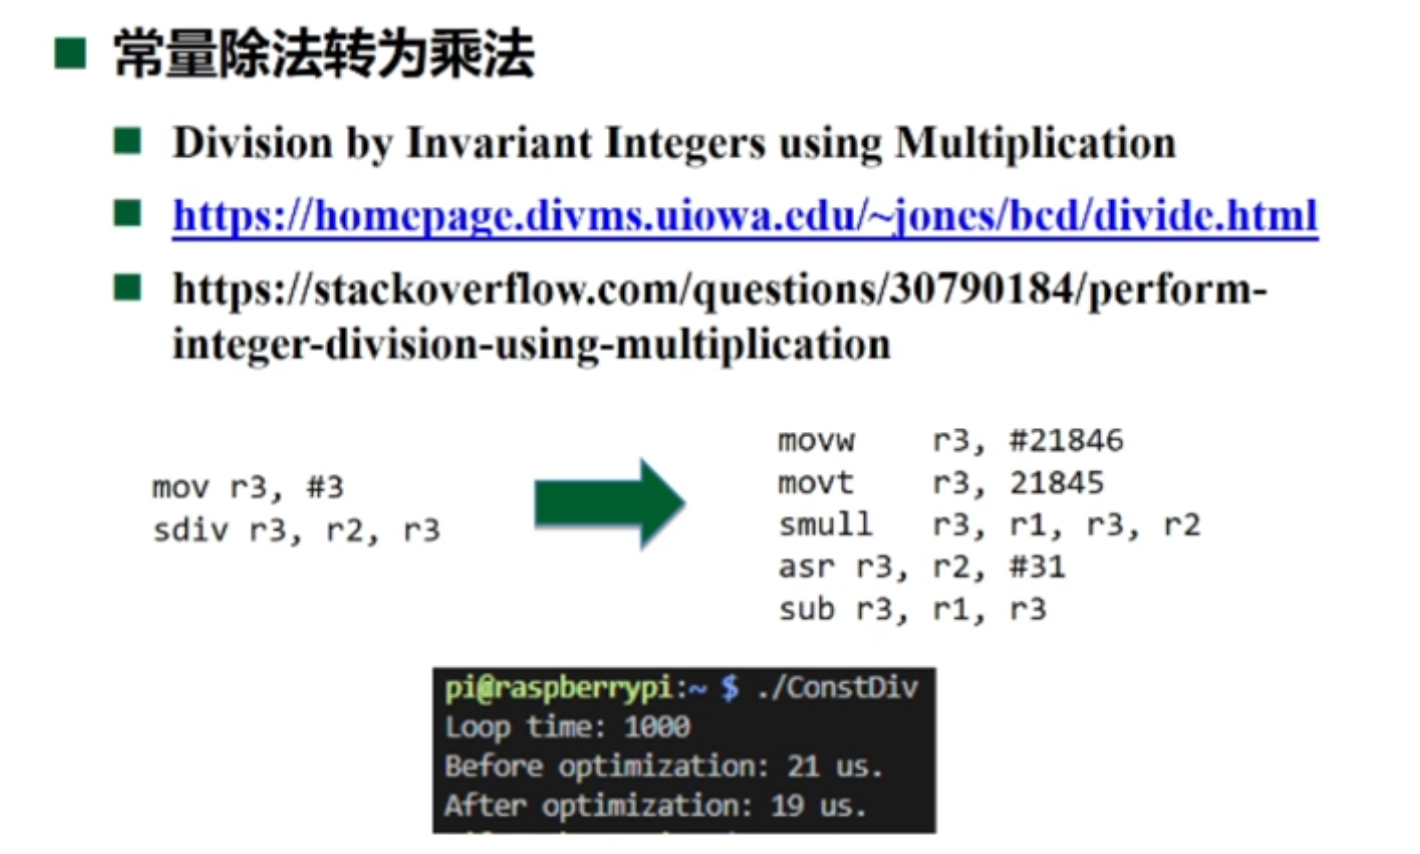 常量除法转为乘法
Division by Invariant Integers using Multiplication
https://homepage.divms.uiowa.edu/~jones/bcd/divide.html
https://stackoverflow.com/questions/30790184/perform-
integer-division-using-multiplication
mov r3, #3
sdiv r3, r2, r3
movw r3, #21846
movt r3, 21845
smull r3, r1, r3, r2
asr r3, r2, #31
sub r3, r1, r3
pi@raspberrypi:~ $ ./ConstDiv
Loop time: 1000
Before optimization: 21 us.
After optimization: 19 us.